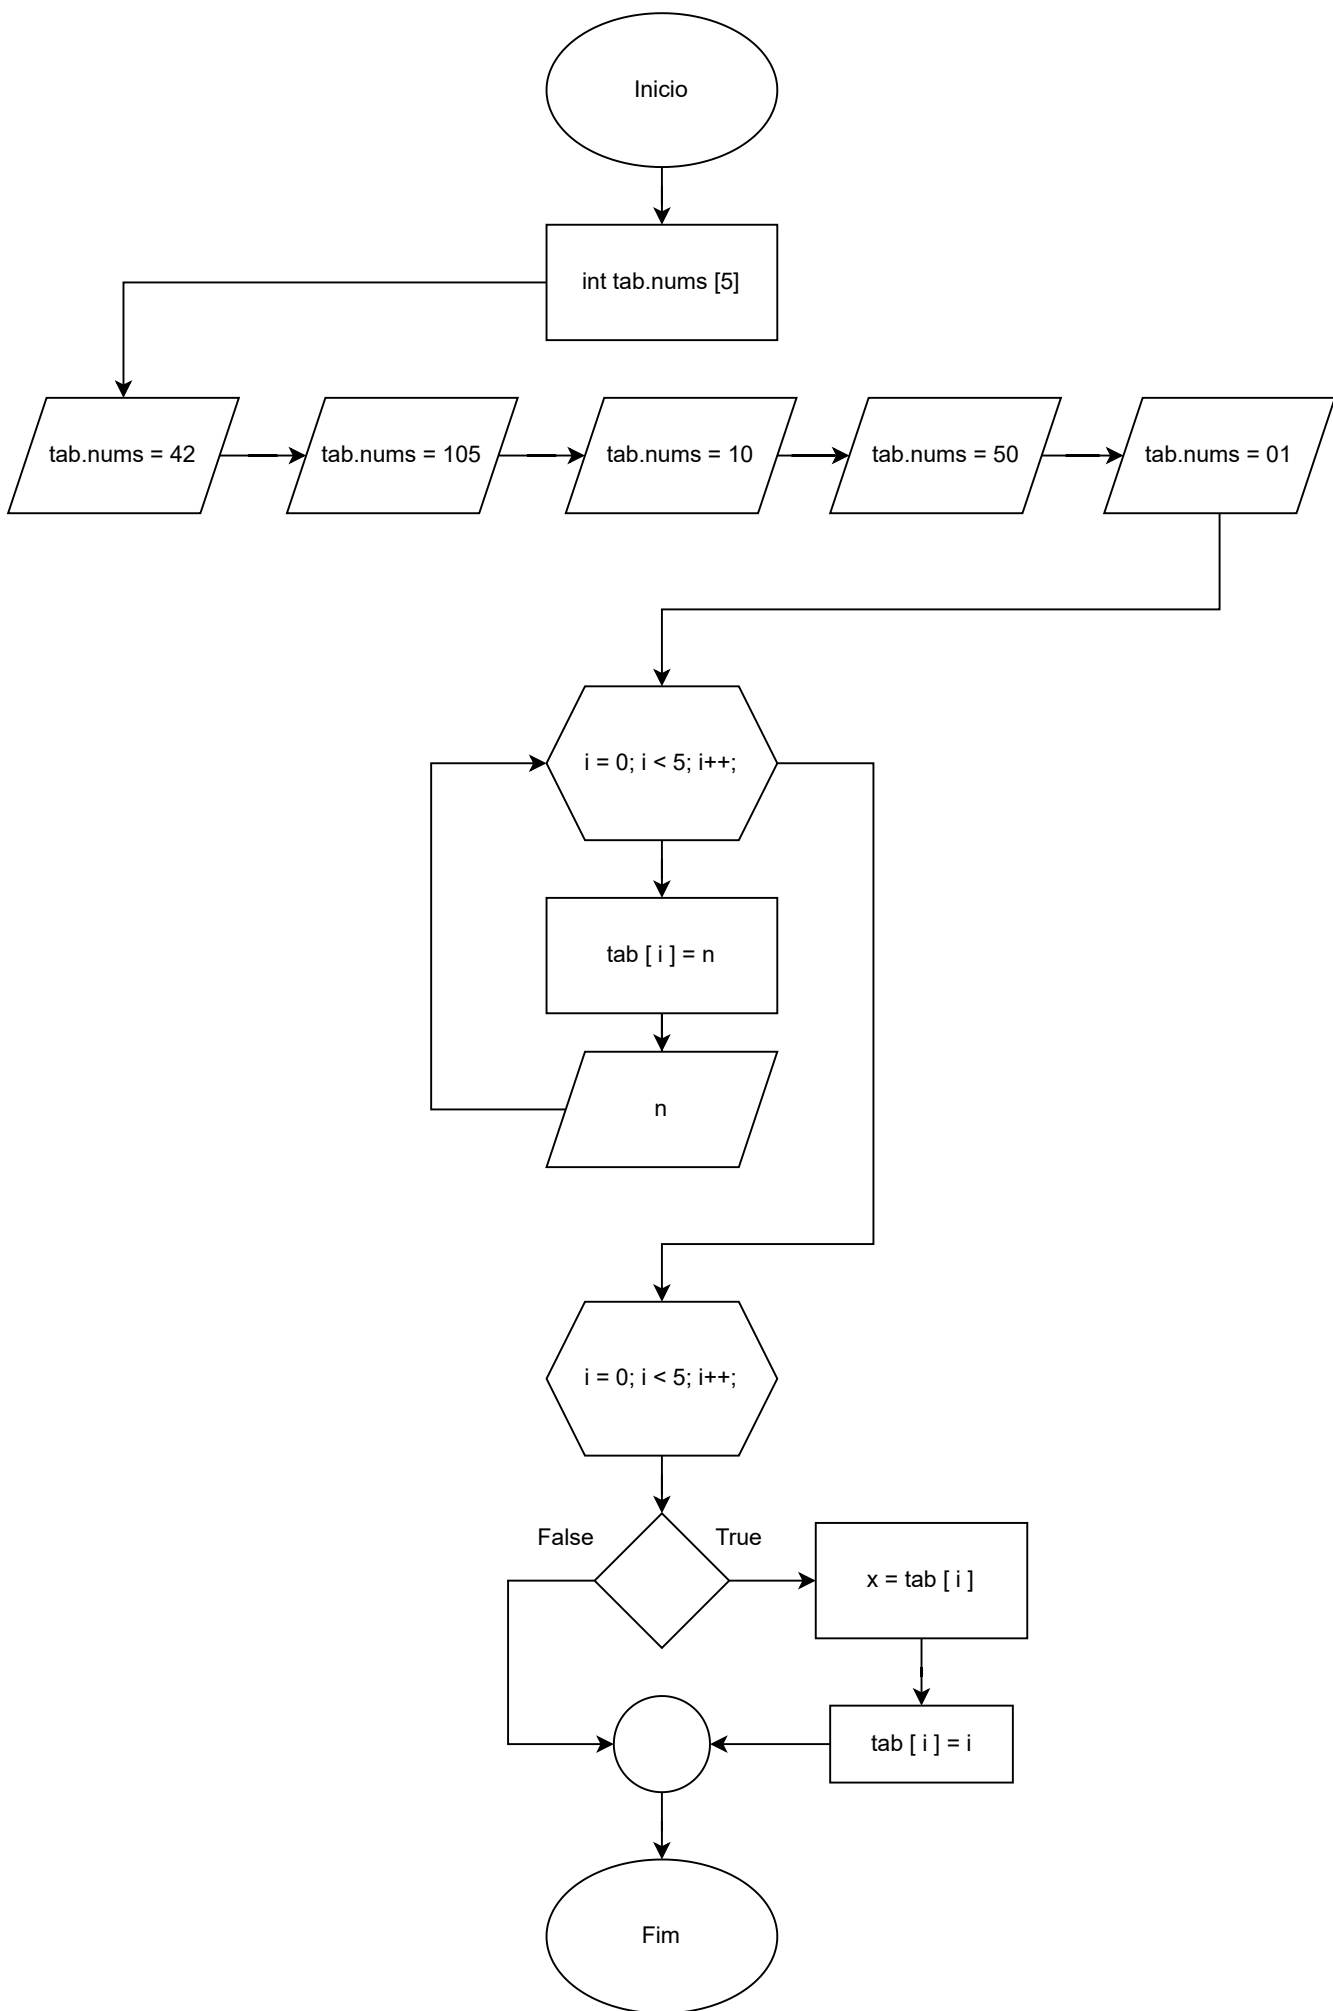 Inicio
int tab.nums [5]
tab.nums = 42
tab.nums = 105
tab.nums = 10
tab.nums = 50
tab.nums = 01
i = 0; i < 5; i++;
tab [ i ] = n
n
i = 0; i < 5; i++;
False
True
x = tab [ i ]
tab [ i ] = i
Fim